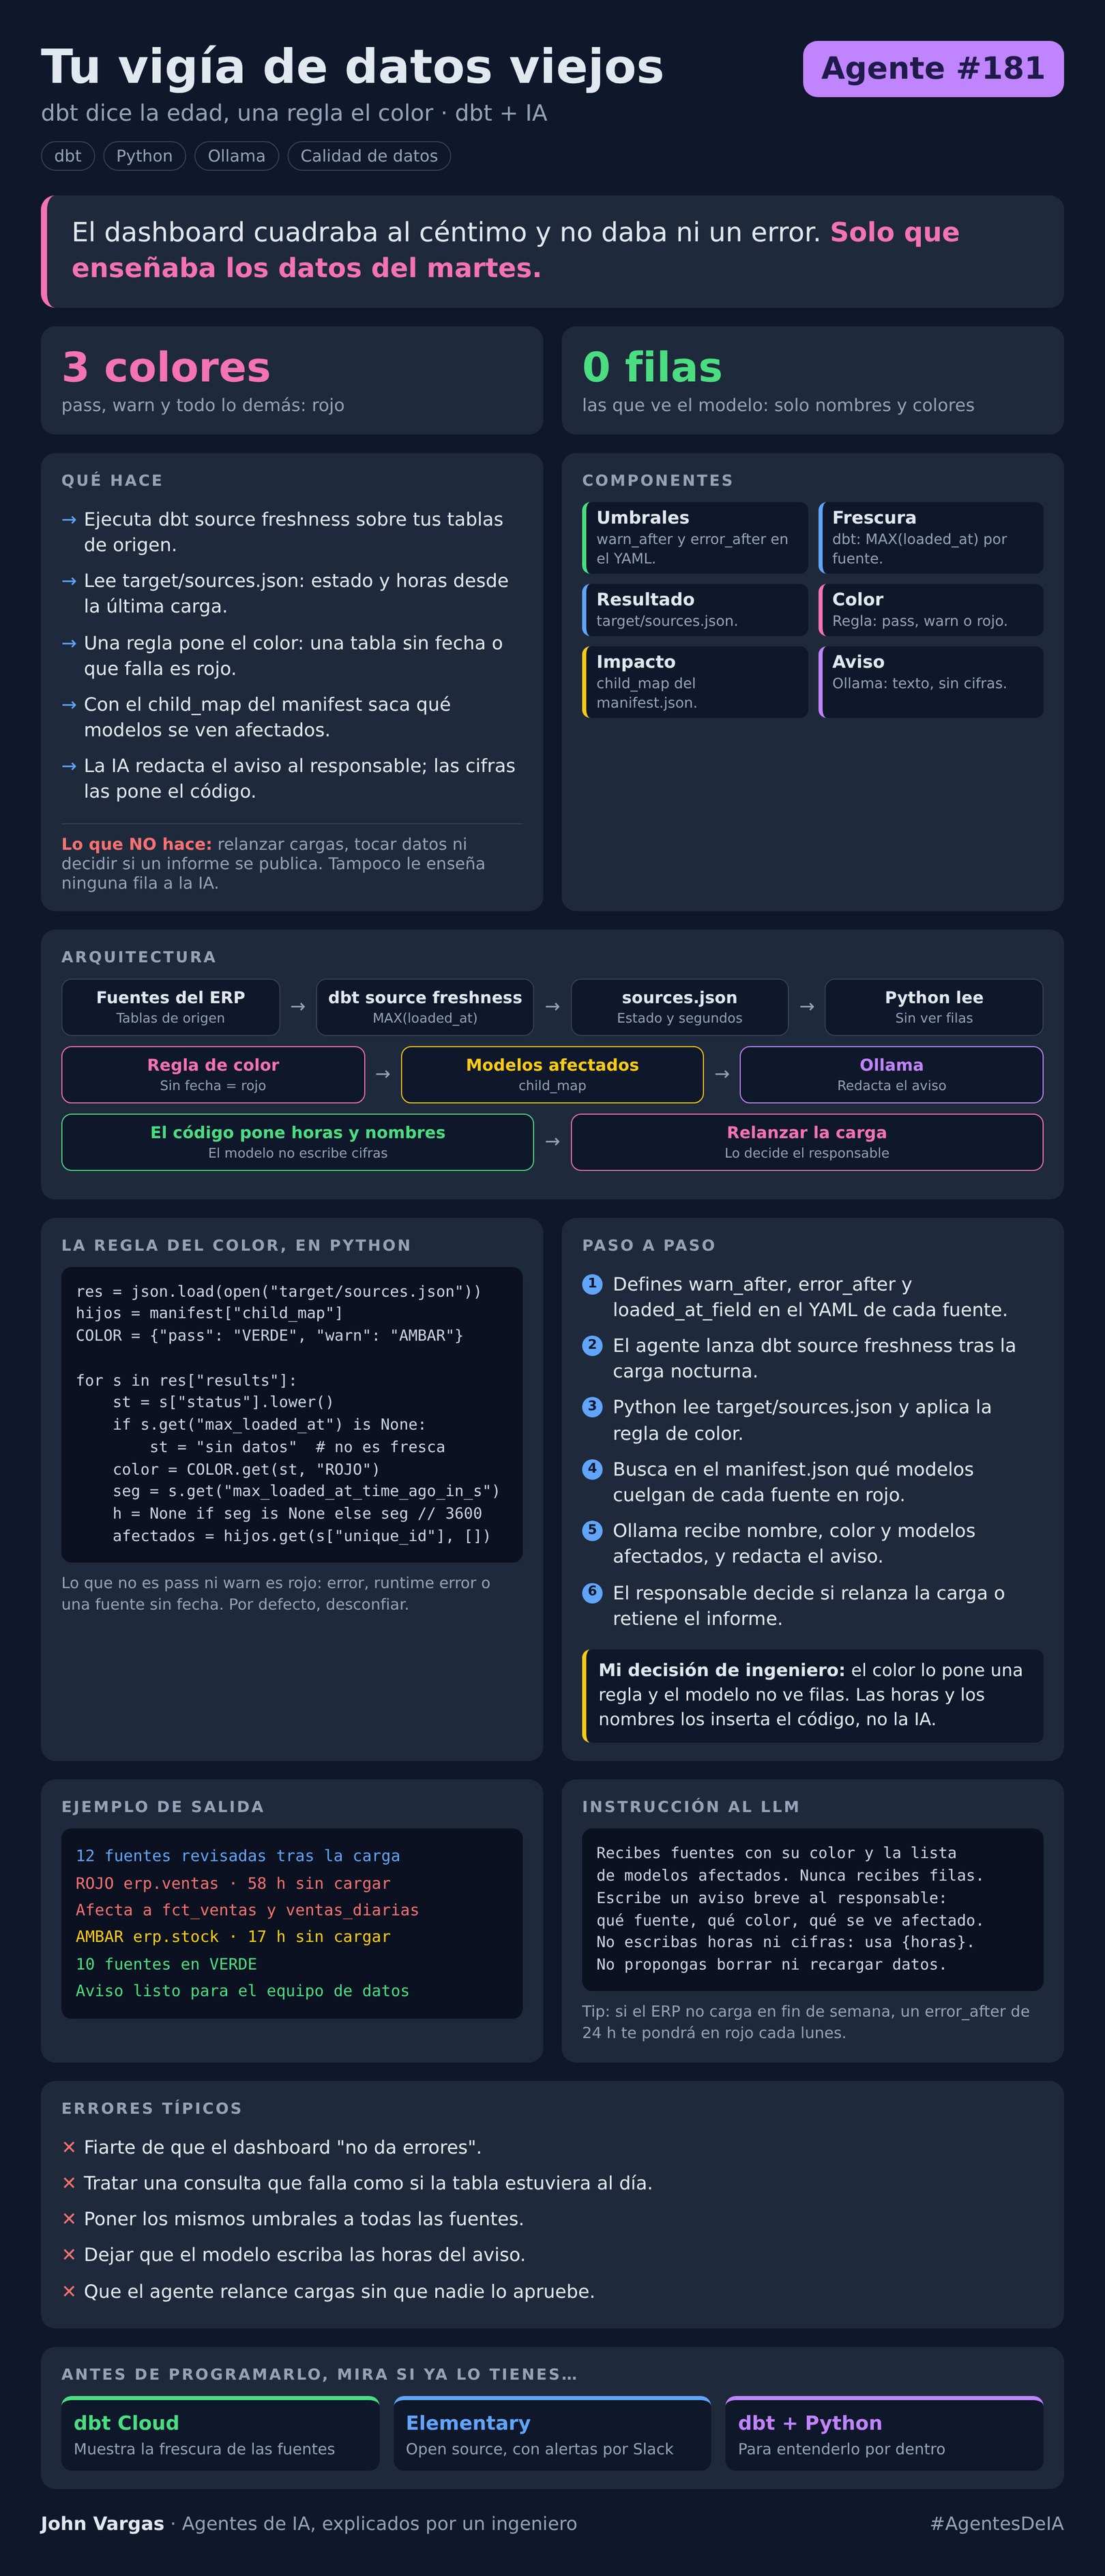 Tu vigía de datos viejos
Agente #181
dbt dice la edad, una regla el color · dbt + IA
dbt
Python
Ollama
Calidad de datos
El dashboard cuadraba al céntimo y no daba ni un error. Solo que
enseñaba los datos del martes.
3 colores
pass, warn y todo lo demás: rojo
0 filas
las que ve el modelo: solo nombres y colores
QUÉ HACE
→ Ejecuta dbt source freshness sobre tus tablas
de origen.
→ Lee target/sources.json: estado y horas desde
la última carga.
→ Una regla pone el color: una tabla sin fecha o
que falla es rojo.
→ Con el child_map del manifest saca qué
modelos se ven afectados.
→ La IA redacta el aviso al responsable; las cifras
las pone el código.
Lo que NO hace: relanzar cargas, tocar datos ni
decidir si un informe se publica. Tampoco le enseña
ninguna fila a la IA.
COMPONENTES
Umbrales
warn_after y error_after en
el YAML.
Frescura
dbt: MAX(loaded_at) por
fuente.
Resultado
target/sources.json.
Color
Regla: pass, warn o rojo.
Impacto
child_map del
manifest.json.
Aviso
Ollama: texto, sin cifras.
ARQUITECTURA
Fuentes del ERP
Tablas de origen
→
dbt source freshness
MAX(loaded_at)
→
sources.json
Estado y segundos
→
Python lee
Sin ver filas
Regla de color
Sin fecha = rojo
→
Modelos afectados
child_map
→
Ollama
Redacta el aviso
El código pone horas y nombres
El modelo no escribe cifras
→
Relanzar la carga
Lo decide el responsable
LA REGLA DEL COLOR, EN PYTHON
res = json.load(open("target/sources.json"))
hijos = manifest["child_map"]
COLOR = {"pass": "VERDE", "warn": "AMBAR"}
for s in res["results"]:
    st = s["status"].lower()
    if s.get("max_loaded_at") is None:
        st = "sin datos"  # no es fresca
    color = COLOR.get(st, "ROJO")
    seg = s.get("max_loaded_at_time_ago_in_s")
    h = None if seg is None else seg // 3600
    afectados = hijos.get(s["unique_id"], [])
Lo que no es pass ni warn es rojo: error, runtime error o
una fuente sin fecha. Por defecto, desconfiar.
PASO A PASO
1 Defines warn_after, error_after y
loaded_at_field en el YAML de cada fuente.
2 El agente lanza dbt source freshness tras la
carga nocturna.
3 Python lee target/sources.json y aplica la
regla de color.
4 Busca en el manifest.json qué modelos
cuelgan de cada fuente en rojo.
5 Ollama recibe nombre, color y modelos
afectados, y redacta el aviso.
6 El responsable decide si relanza la carga o
retiene el informe.
Mi decisión de ingeniero: el color lo pone una
regla y el modelo no ve filas. Las horas y los
nombres los inserta el código, no la IA.
EJEMPLO DE SALIDA
12 fuentes revisadas tras la carga
ROJO erp.ventas · 58 h sin cargar
Afecta a fct_ventas y ventas_diarias
AMBAR erp.stock · 17 h sin cargar
10 fuentes en VERDE
Aviso listo para el equipo de datos
INSTRUCCIÓN AL LLM
Recibes fuentes con su color y la lista
de modelos afectados. Nunca recibes filas.
Escribe un aviso breve al responsable:
qué fuente, qué color, qué se ve afectado.
No escribas horas ni cifras: usa {horas}.
No propongas borrar ni recargar datos.
Tip: si el ERP no carga en fin de semana, un error_after de
24 h te pondrá en rojo cada lunes.
ERRORES TÍPICOS
✕ Fiarte de que el dashboard "no da errores".
✕ Tratar una consulta que falla como si la tabla estuviera al día.
✕ Poner los mismos umbrales a todas las fuentes.
✕ Dejar que el modelo escriba las horas del aviso.
✕ Que el agente relance cargas sin que nadie lo apruebe.
ANTES DE PROGRAMARLO, MIRA SI YA LO TIENES…
dbt Cloud
Muestra la frescura de las fuentes
Elementary
Open source, con alertas por Slack
dbt + Python
Para entenderlo por dentro
John Vargas · Agentes de IA, explicados por un ingeniero
#AgentesDeIA